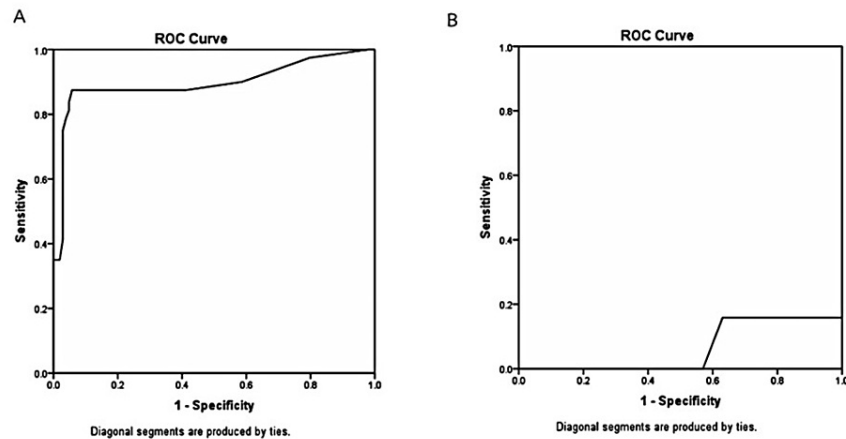 A
ROC Curve
1.0
0.8
0.6
0.4
0.2
0.0
Sensitivity
0.0 0.2 0.4 0.6 0.8 1.0
1 - Specificity
Diagonal segments are produced by ties.
B
ROC Curve
1.0
0.8
0.6
0.4
0.2
0.0
Sensitivity
0.0 0.2 0.4 0.6 0.8 1.0
1 - Specificity
Diagonal segments are produced by ties.